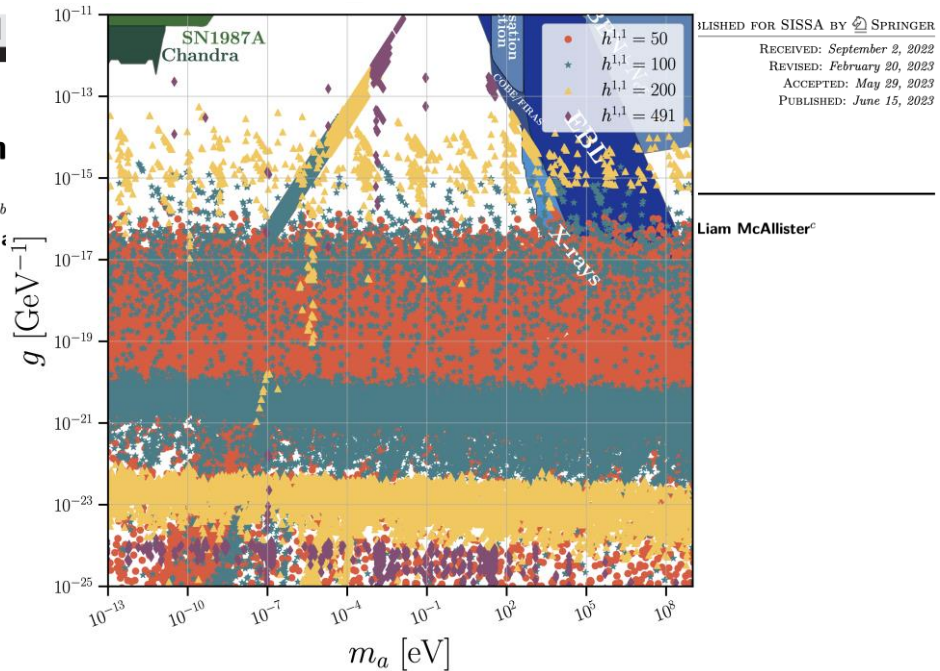 10⁻¹¹
10⁻¹³
10⁻¹⁵
10⁻¹⁷
10⁻¹⁹
10⁻²¹
10⁻²³
10⁻²⁵
g [GeV⁻¹]
SN1987A
Chandra
COBE/FIRAS
EBL
X-rays
h¹,¹ = 50
h¹,¹ = 100
h¹,¹ = 200
h¹,¹ = 491
10⁻¹³ 10⁻¹⁰ 10⁻⁷ 10⁻⁴ 10⁻¹ 10² 10⁵ 10⁸
mₐ [eV]
BLISHED FOR SISSA BY Springer
RECEIVED: September 2, 2022
REVISED: February 20, 2023
ACCEPTED: May 29, 2023
PUBLISHED: June 15, 2023
Liam McAllisterᶜ